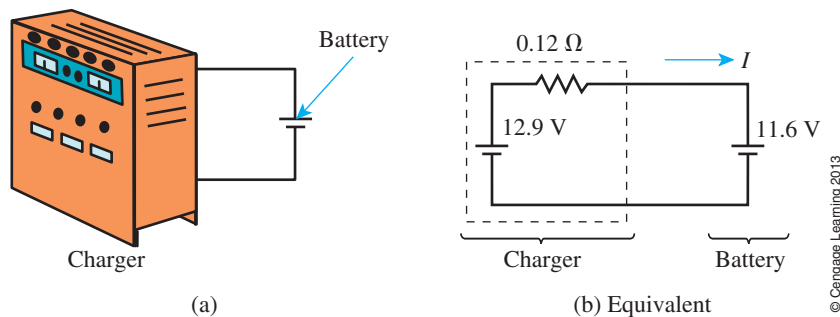 Battery
Charger
(a)
0.12 Ω
I
12.9 V
11.6 V
Charger
Battery
(b) Equivalent
© Cengage Learning 2013